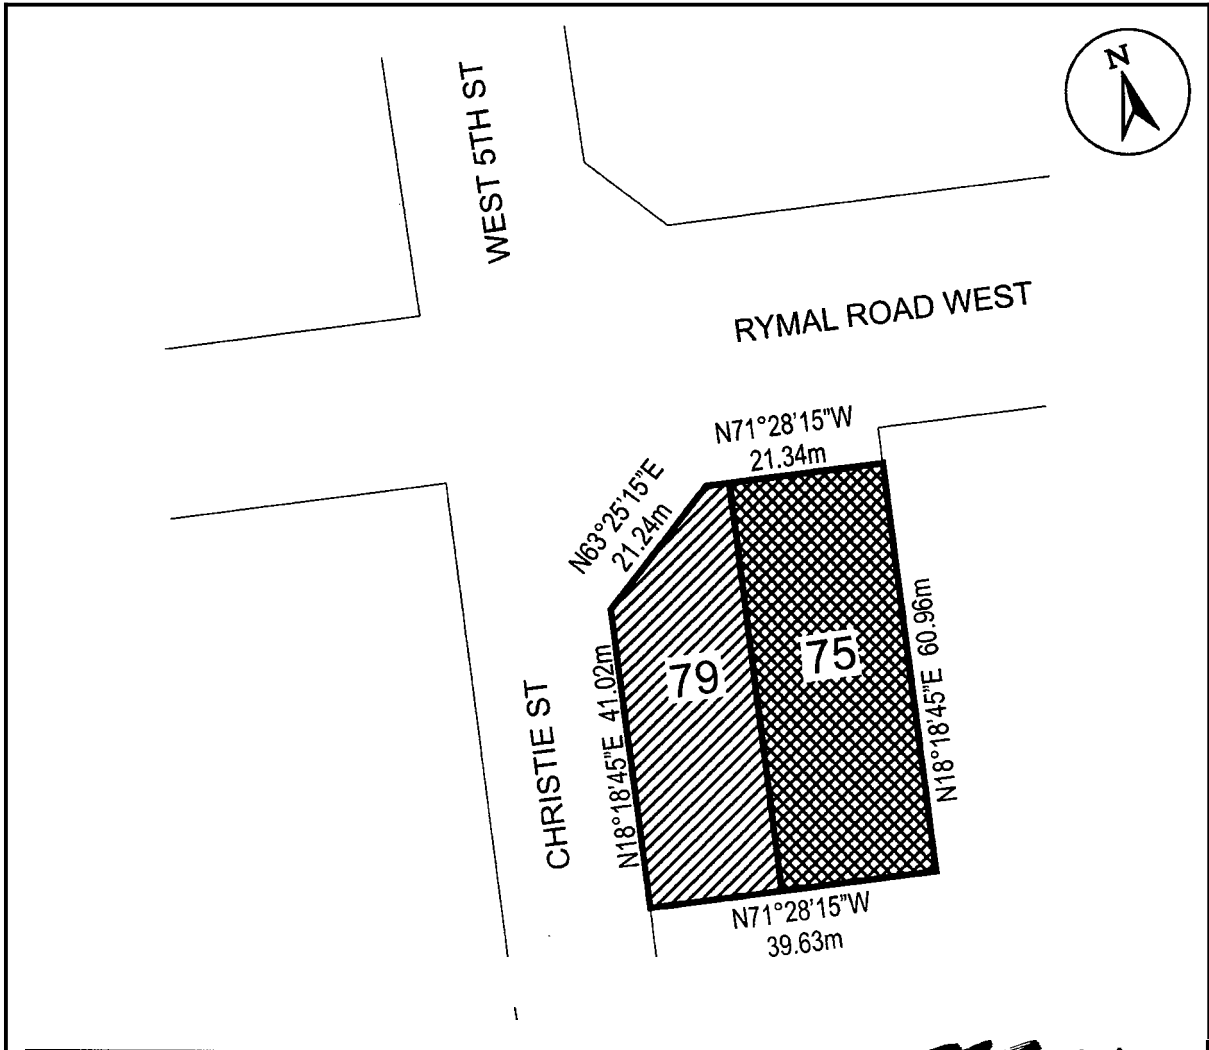 N
WEST 5TH ST
RYMAL ROAD WEST
N71°28'15"W
21.34m
N63°25'15"E
21.24m
79
75
N18°18'45"E 41.02m
N18°18'45"E 60.96m
CHRISTIE ST
N71°28'15"W
39.63m